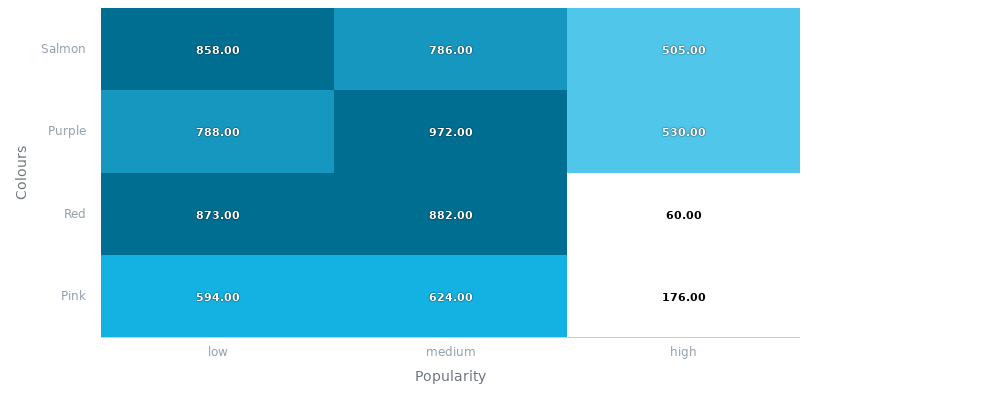 Colours
Salmon 858.00 786.00 505.00
Purple 788.00 972.00 530.00
Red 873.00 882.00 60.00
Pink 594.00 624.00 176.00
low medium high
Popularity